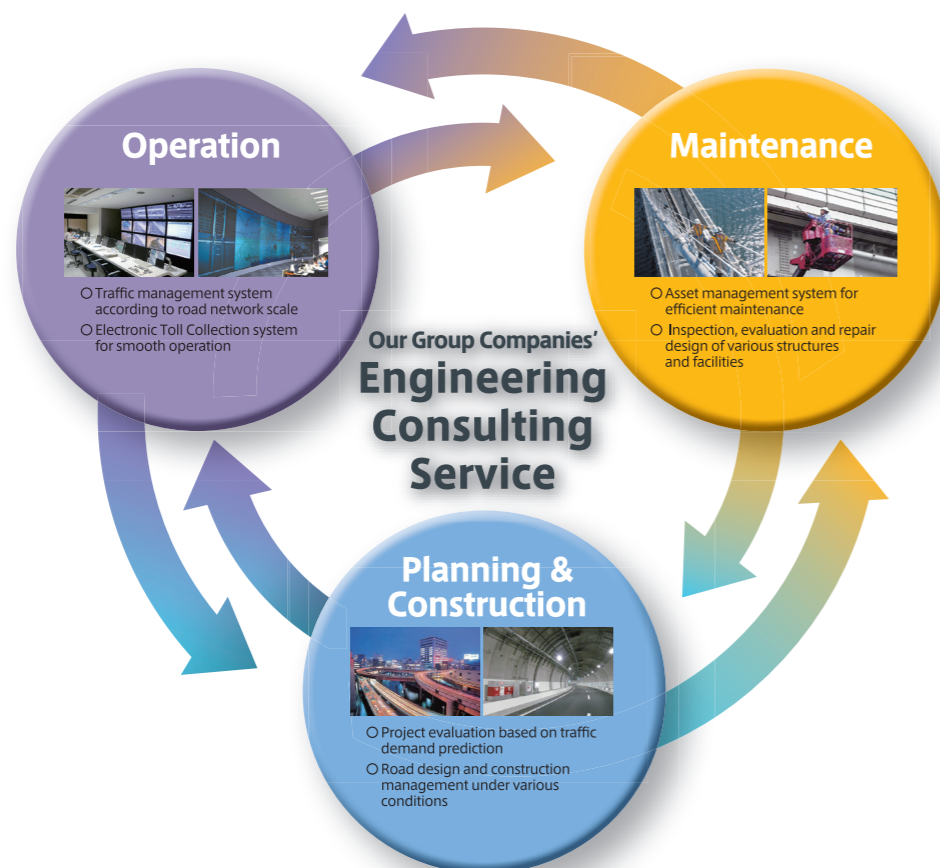 Operation
○ Traffic management system
according to road network scale
○ Electronic Toll Collection system
for smooth operation
Maintenance
○ Asset management system for
efficient maintenance
○ Inspection, evaluation and repair
design of various structures
and facilities
Our Group Companies’
Engineering
Consulting
Service
Planning &
Construction
○ Project evaluation based on traffic
demand prediction
○ Road design and construction
management under various
conditions